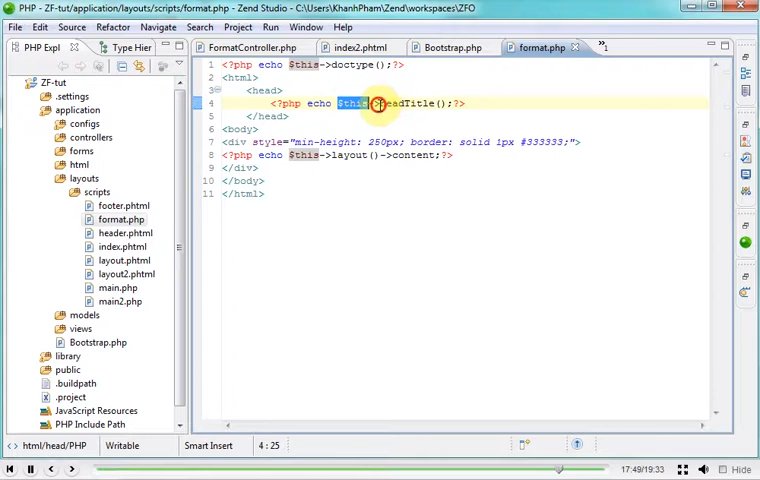 PHP - ZF-tut/application/layouts/scripts/format.php - Zend Studio - C:\Users\KhanhPham\Zend\workspaces\ZFO
File Edit Source Refactor Navigate Search Project Run Window Help
PHP Expl Type Hier FormatController.php index2.phtml Bootstrap.php format.php »1
ZF-tut
.settings
application
configs
controllers
forms
html
layouts
scripts
footer.phtml
format.php
header.phtml
index.phtml
layout.phtml
layout2.phtml
main.php
main2.php
models
views
Bootstrap.php
library
public
.buildpath
.project
JavaScript Resources
PHP Include Path
1 <?php echo $this->doctype();?>
2 <html>
3 <head>
4 <?php echo $this->headTitle();?>
5 </head>
6 <body>
7 <div style="min-height: 250px; border: solid 1px #333333;">
8 <?php echo $this->layout()->content;?>
9 </div>
10 </body>
11 </html>
html/head/PHP Writable Smart Insert 4 : 25
17:49/19:33 Hide